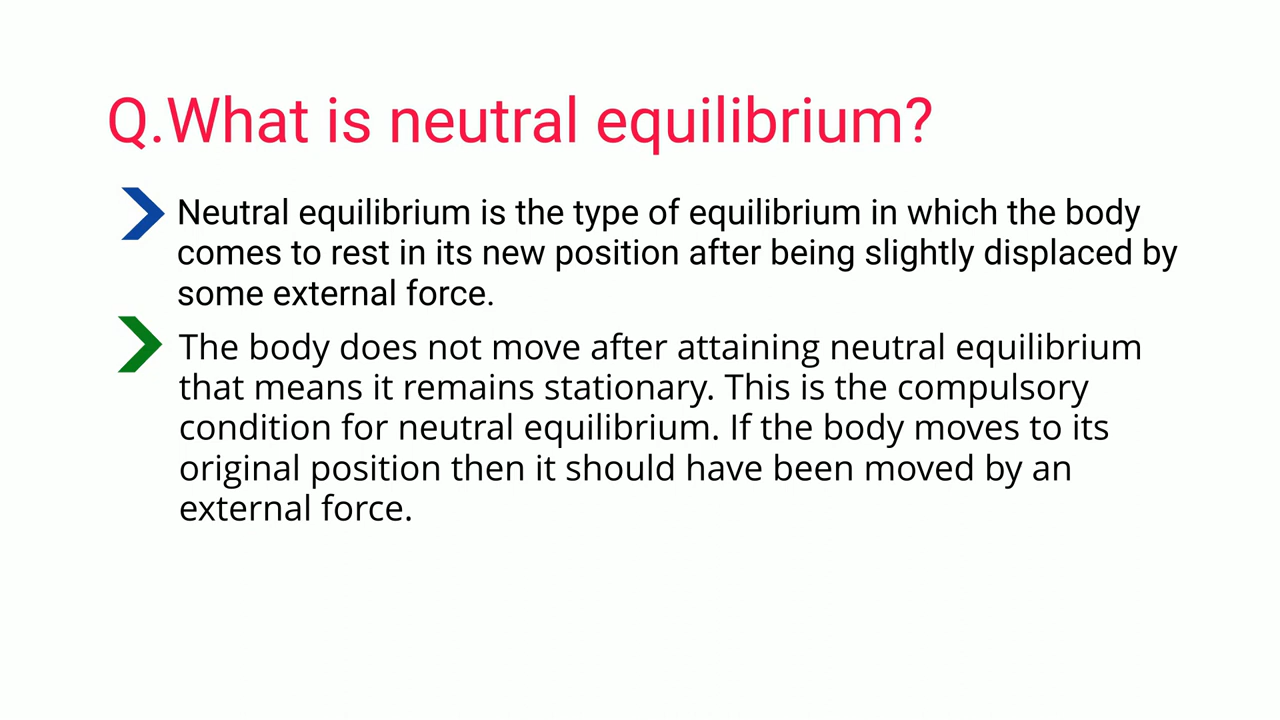 Q.What is neutral equilibrium?
Neutral equilibrium is the type of equilibrium in which the body
comes to rest in its new position after being slightly displaced by
some external force.
The body does not move after attaining neutral equilibrium
that means it remains stationary. This is the compulsory
condition for neutral equilibrium. If the body moves to its
original position then it should have been moved by an
external force.